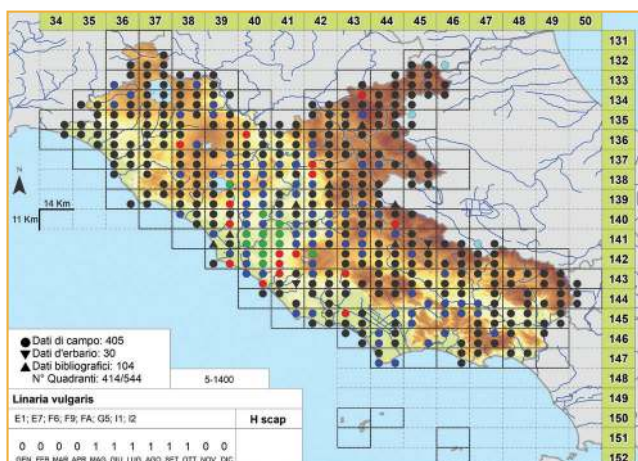 34 35 36 37 38 39 40 41 42 43 44 45 46 47 48 49 50
131
132
133
134
135
136
137
138
139
140
141
142
143
144
145
146
147
148
149
150
151
152
N
14 Km
11 Km
Dati di campo: 405
Dati d'erbario: 30
Dati bibliografici: 104
N° Quadranti: 414/544
5-1400
Linaria vulgaris
E1; E7; F6; F9; FA; G5; I1; I2
H scap
0 0 0 0 1 1 1 1 1 1 0 0
GEN FEB MAR APR MAG GIU LUG AGO SET OTT NOV DIC